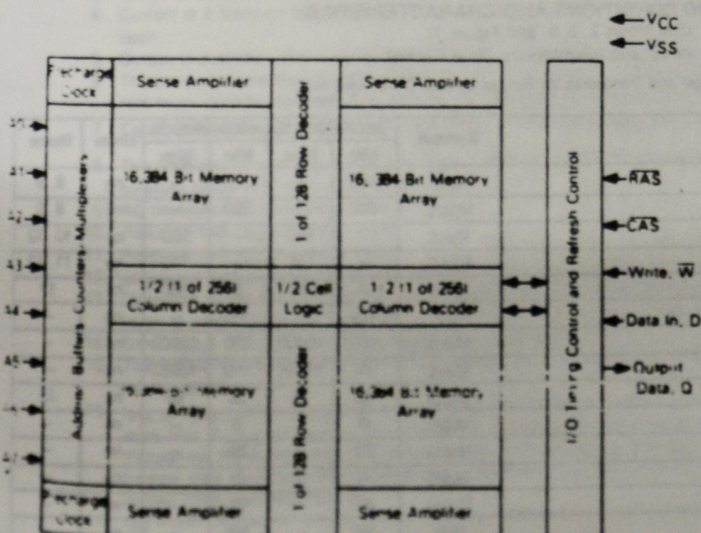 VCC
VSS
Precharge
Clock
Sense Amplifier
1 of 128 Row Decoder
Sense Amplifier
A0
A1
A2
A3
A4
A5
Address Buffers Counters Multiplexers
16,384 Bit Memory
Array
16, 384 Bit Memory
Array
1/2 (1 of 256)
Column Decoder
1/2 Cell
Logic
1/2 (1 of 256)
Column Decoder
16,384 Bit Memory
Array
1 of 128 Row Decoder
16,384 Bit Memory
Array
Precharge
Clock
Sense Amplifier
Sense Amplifier
I/O Timing Control and Refresh Control
RAS
CAS
Write, W
Data In, D
Output
Data, Q